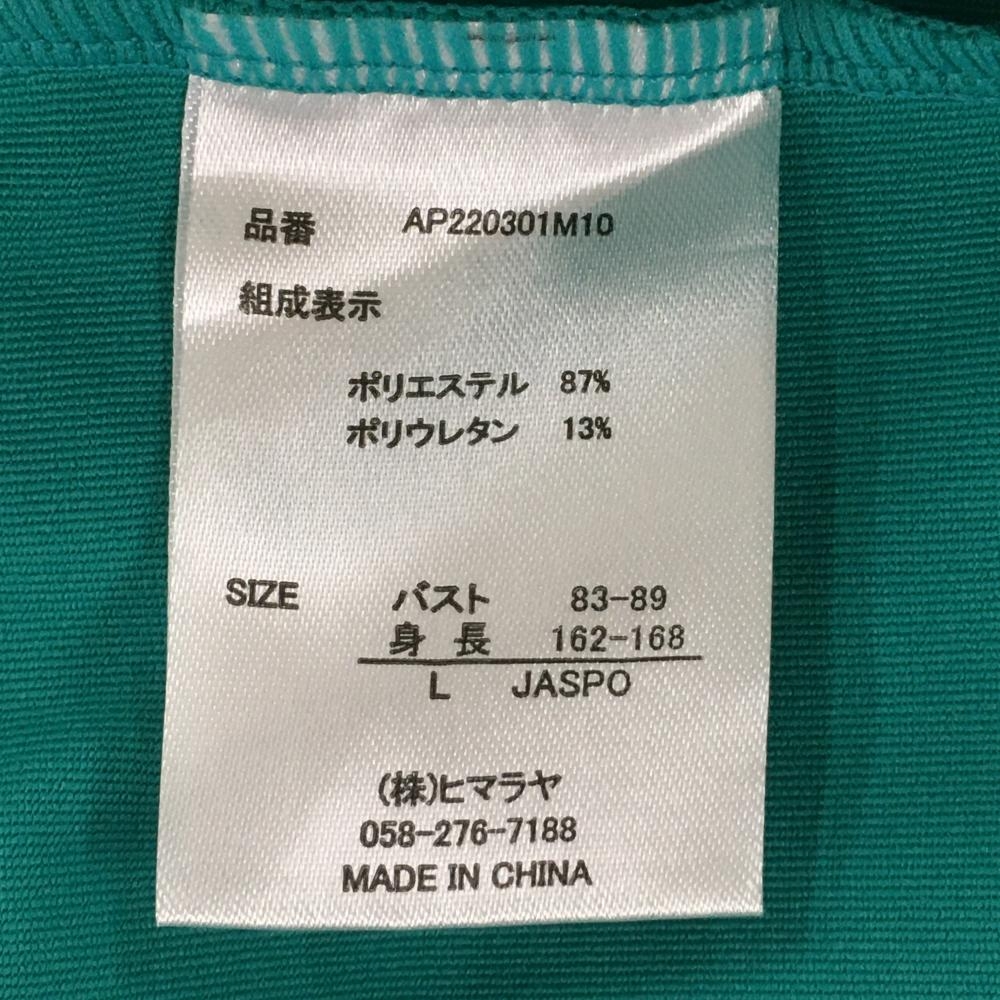 品番 AP220301M10
組成表示
ポリエステル 87%
ポリウレタン 13%
SIZE バスト 83-89
身長 162-168
L JASPO
(株)ヒマラヤ
058-276-7188
MADE IN CHINA